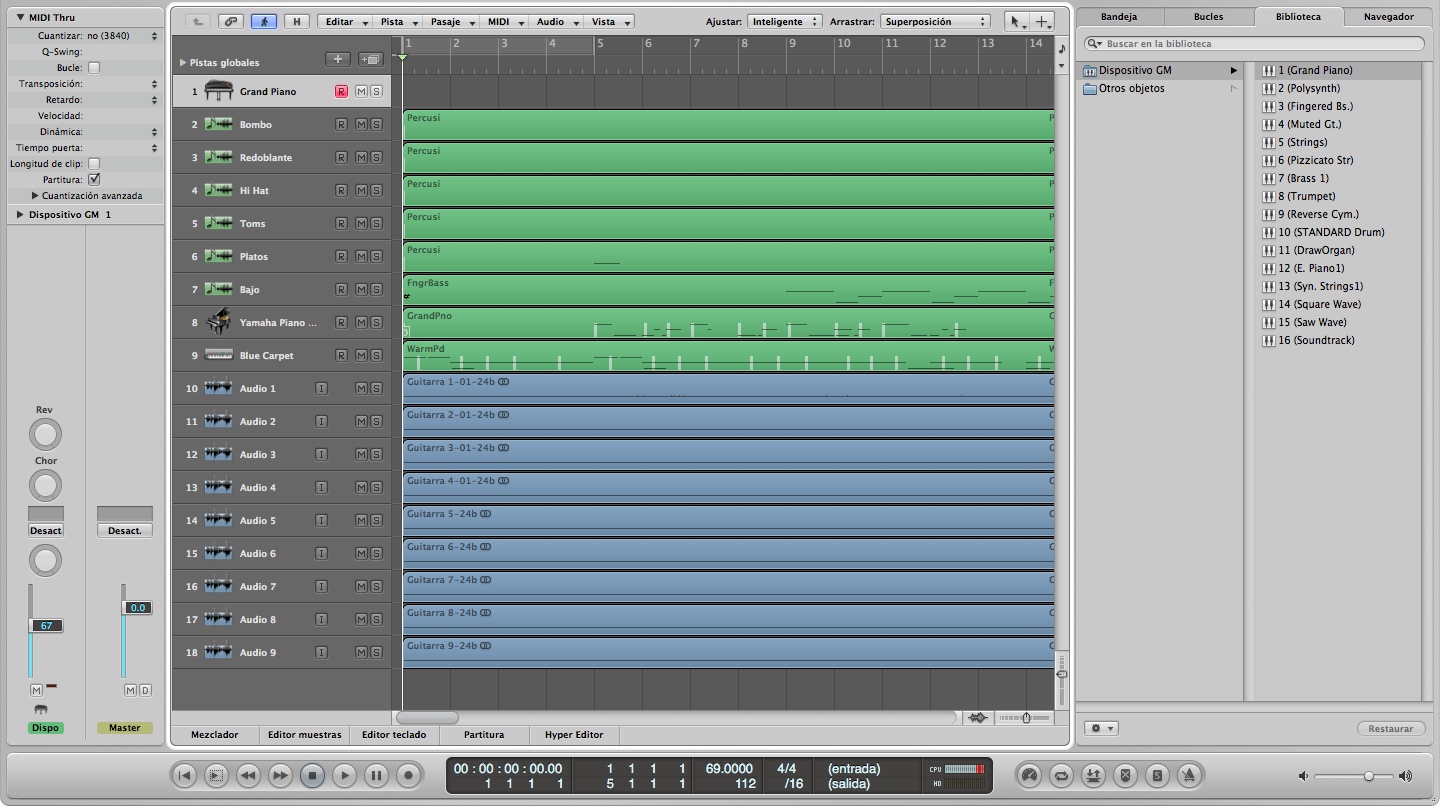 MIDI Thru
Cuantizar: no (3840)
Q-Swing:
Bucle:
Transposición:
Retardo:
Velocidad:
Dinámica:
Tiempo puerta:
Longitud de clip:
Partitura:
Cuantización avanzada
Dispositivo GM 1
Rev
Chor
Desact
Desact.
67
0.0
M
M D
Dispo
Master
H
Editar
Pista
Pasaje
MIDI
Audio
Vista
Ajustar: Inteligente
Arrastrar: Superposición
1 2 3 4 5 6 7 8 9 10 11 12 13 14
Pistas globales
1 Grand Piano R M S
2 Bombo R M S
Percusi P
3 Redoblante R M S
Percusi P
4 Hi Hat R M S
Percusi P
5 Toms R M S
Percusi P
6 Platos R M S
Percusi P
7 Bajo R M S
FngrBass F
8 Yamaha Piano ... R M S
GrandPno G
9 Blue Carpet R M S
WarmPd W
10 Audio 1 I M S
Guitarra 1-01-24b G
11 Audio 2 I M S
Guitarra 2-01-24b G
12 Audio 3 I M S
Guitarra 3-01-24b G
13 Audio 4 I M S
Guitarra 4-01-24b G
14 Audio 5 I M S
Guitarra 5-24b G
15 Audio 6 I M S
Guitarra 6-24b G
16 Audio 7 I M S
Guitarra 7-24b G
17 Audio 8 I M S
Guitarra 8-24b G
18 Audio 9 I M S
Guitarra 9-24b G
Mezclador
Editor muestras
Editor teclado
Partitura
Hyper Editor
Bandeja
Bucles
Biblioteca
Navegador
Buscar en la biblioteca
Dispositivo GM
Otros objetos
1 (Grand Piano)
2 (Polysynth)
3 (Fingered Bs.)
4 (Muted Gt.)
5 (Strings)
6 (Pizzicato Str)
7 (Brass 1)
8 (Trumpet)
9 (Reverse Cym.)
10 (STANDARD Drum)
11 (DrawOrgan)
12 (E. Piano1)
13 (Syn. Strings1)
14 (Square Wave)
15 (Saw Wave)
16 (Soundtrack)
Restaurar
00 : 00 : 00 : 00.00 1 1 1 1 69.0000 4/4 (entrada) CPU
1 1 1 1 5 1 1 1 112 /16 (salida) HD
S